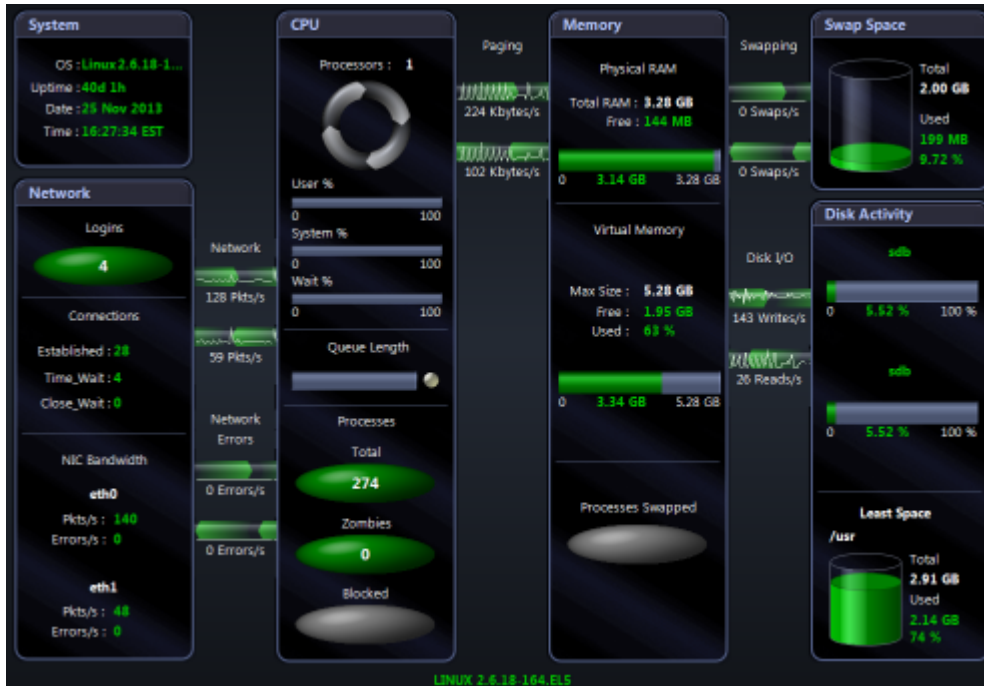 System
OS : Linux 2.6.18-1...
Uptime : 40d 1h
Date : 25 Nov 2013
Time : 16:27:34 EST
Network
Logins
4
Connections
Established : 28
Time_Wait : 4
Close_Wait : 0
NIC Bandwidth
eth0
Pkts/s : 140
Errors/s : 0
eth1
Pkts/s : 48
Errors/s : 0
Network
128 Pkts/s
59 Pkts/s
Network
Errors
0 Errors/s
0 Errors/s
CPU
Processors : 1
User %
0 100
System %
0 100
Wait %
0 100
Queue Length
Processes
Total
274
Zombies
0
Blocked
Paging
224 Kbytes/s
102 Kbytes/s
Memory
Physical RAM
Total RAM : 3.28 GB
Free : 144 MB
0 3.14 GB 3.28 GB
Virtual Memory
Max Size : 5.28 GB
Free : 1.95 GB
Used : 63 %
0 3.34 GB 5.28 GB
Processes Swapped
Swapping
0 Swaps/s
0 Swaps/s
Disk I/O
143 Writes/s
26 Reads/s
Swap Space
Total
2.00 GB
Used
199 MB
9.72 %
Disk Activity
sdb
0 5.52 % 100 %
sdb
0 5.52 % 100 %
Least Space
/usr
Total
2.91 GB
Used
2.14 GB
74 %
LINUX 2.6.18-164.EL5